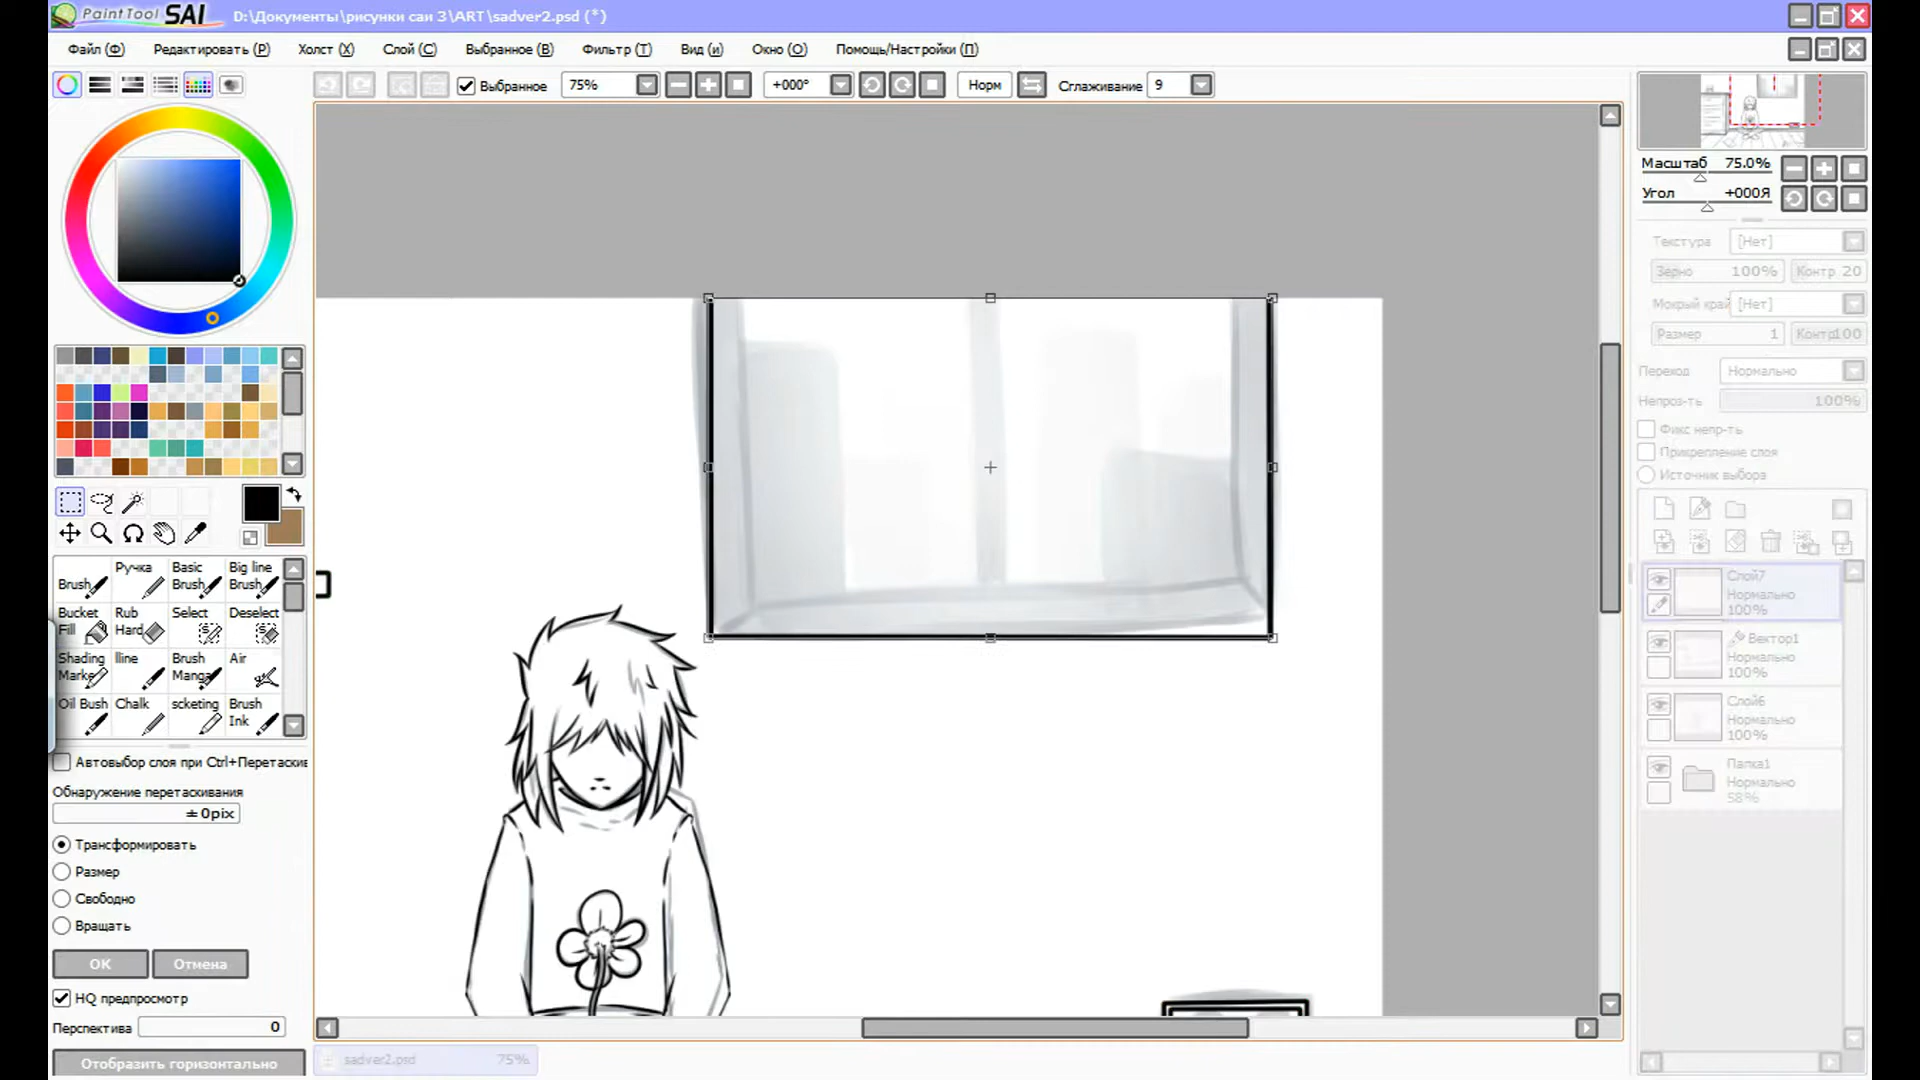 PaintTool SAI D:\Документы\рисунки саи 3\ART\sadver2.psd (*)
Файл (Ф) Редактировать (Р) Холст (Х) Слой (С) Выбранное (В) Фильтр (Т) Вид (и) Окно (О) Помощь/Настройки (П)
Выбранное 75% +000° Норм Сглаживание 9
Масштаб 75.0%
Угол +000Я
Текстура [Нет]
Зерно 100% Контр 20
Мокрый край [Нет]
Размер 1 Контр100
Переход Нормально
Непроз-ть 100%
Фикс непр-ть
Прикрепление слоя
Источник выбора
Brush Ручка Basic Brush Big line Brush
Bucket Fill Rub Hard Select Deselect
Shading Marke lline Brush Manga Air
Oil Bush Chalk scketing Brush Ink
Автовыбор слоя при Ctrl+Перетаскив
Обнаружение перетаскивания
± 0pix
Трансформировать
Размер
Свободно
Вращать
OK Отмена
HQ предпросмотр
Перспектива 0
Отобразить горизонтально
Слой7
Нормально
100%
Вектор1
Нормально
100%
Слой6
Нормально
100%
Папка1
Нормально
58%
sadver2.psd 75%